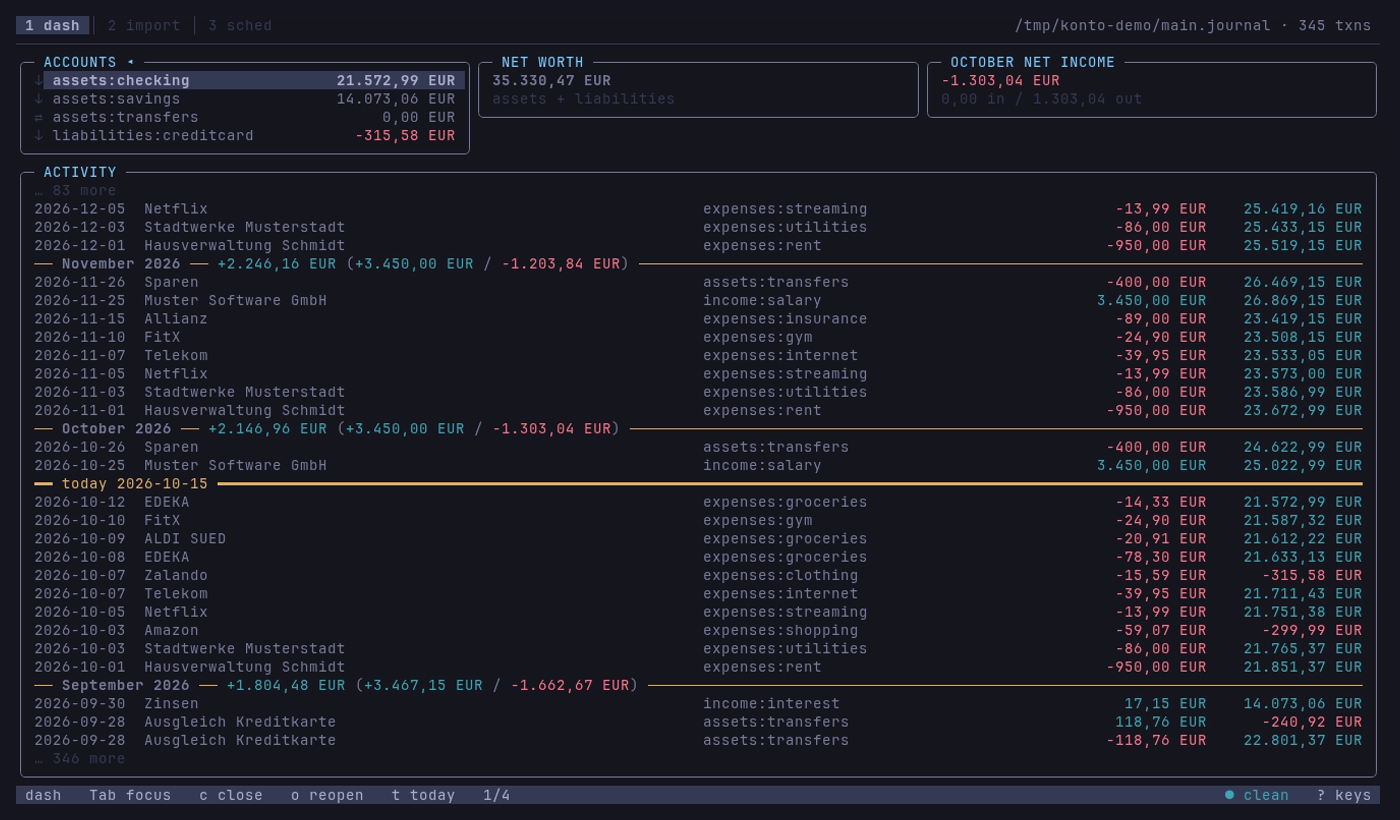 1 dash │ 2 import │ 3 sched /tmp/konto-demo/main.journal · 345 txns
ACCOUNTS ◂
↓ assets:checking 21.572,99 EUR
↓ assets:savings 14.073,06 EUR
⇄ assets:transfers 0,00 EUR
↓ liabilities:creditcard -315,58 EUR
NET WORTH
35.330,47 EUR
assets + liabilities
OCTOBER NET INCOME
-1.303,04 EUR
0,00 in / 1.303,04 out
ACTIVITY
… 83 more
2026-12-05 Netflix expenses:streaming -13,99 EUR 25.419,16 EUR
2026-12-03 Stadtwerke Musterstadt expenses:utilities -86,00 EUR 25.433,15 EUR
2026-12-01 Hausverwaltung Schmidt expenses:rent -950,00 EUR 25.519,15 EUR
November 2026 +2.246,16 EUR (+3.450,00 EUR / -1.203,84 EUR)
2026-11-26 Sparen assets:transfers -400,00 EUR 26.469,15 EUR
2026-11-25 Muster Software GmbH income:salary 3.450,00 EUR 26.869,15 EUR
2026-11-15 Allianz expenses:insurance -89,00 EUR 23.419,15 EUR
2026-11-10 FitX expenses:gym -24,90 EUR 23.508,15 EUR
2026-11-07 Telekom expenses:internet -39,95 EUR 23.533,05 EUR
2026-11-05 Netflix expenses:streaming -13,99 EUR 23.573,00 EUR
2026-11-03 Stadtwerke Musterstadt expenses:utilities -86,00 EUR 23.586,99 EUR
2026-11-01 Hausverwaltung Schmidt expenses:rent -950,00 EUR 23.672,99 EUR
October 2026 +2.146,96 EUR (+3.450,00 EUR / -1.303,04 EUR)
2026-10-26 Sparen assets:transfers -400,00 EUR 24.622,99 EUR
2026-10-25 Muster Software GmbH income:salary 3.450,00 EUR 25.022,99 EUR
today 2026-10-15
2026-10-12 EDEKA expenses:groceries -14,33 EUR 21.572,99 EUR
2026-10-10 FitX expenses:gym -24,90 EUR 21.587,32 EUR
2026-10-09 ALDI SUED expenses:groceries -20,91 EUR 21.612,22 EUR
2026-10-08 EDEKA expenses:groceries -78,30 EUR 21.633,13 EUR
2026-10-07 Zalando expenses:clothing -15,59 EUR -315,58 EUR
2026-10-07 Telekom expenses:internet -39,95 EUR 21.711,43 EUR
2026-10-05 Netflix expenses:streaming -13,99 EUR 21.751,38 EUR
2026-10-03 Amazon expenses:shopping -59,07 EUR -299,99 EUR
2026-10-03 Stadtwerke Musterstadt expenses:utilities -86,00 EUR 21.765,37 EUR
2026-10-01 Hausverwaltung Schmidt expenses:rent -950,00 EUR 21.851,37 EUR
September 2026 +1.804,48 EUR (+3.467,15 EUR / -1.662,67 EUR)
2026-09-30 Zinsen income:interest 17,15 EUR 14.073,06 EUR
2026-09-28 Ausgleich Kreditkarte assets:transfers 118,76 EUR -240,92 EUR
2026-09-28 Ausgleich Kreditkarte assets:transfers -118,76 EUR 22.801,37 EUR
… 346 more
dash Tab focus c close o reopen t today 1/4 ● clean ? keys